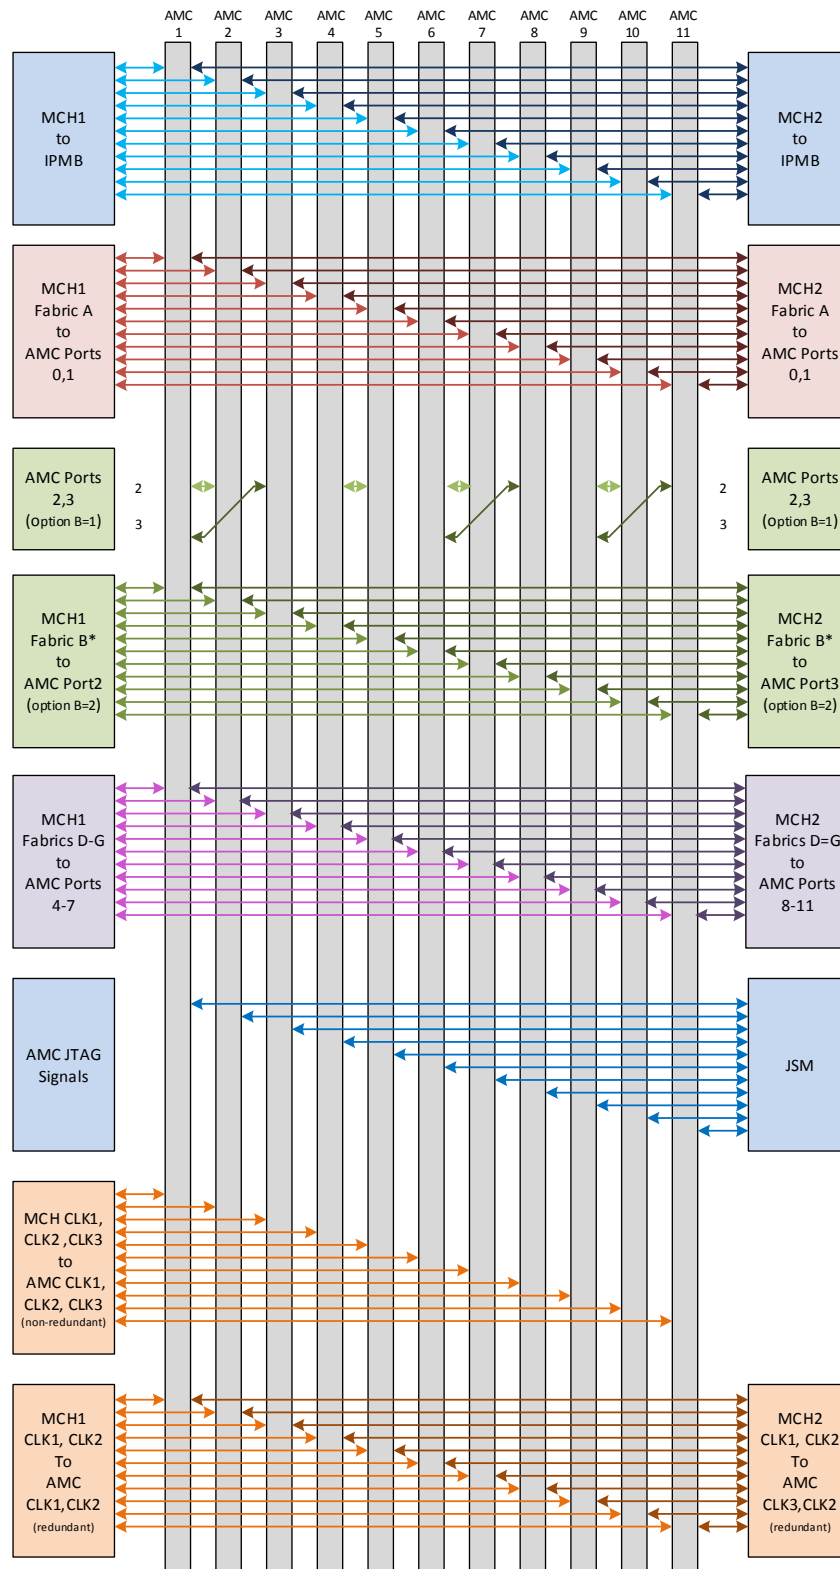 AMC AMC AMC AMC AMC AMC AMC AMC AMC AMC AMC
1 2 3 4 5 6 7 8 9 10 11
MCH1
to
IPMB
MCH2
to
IPMB
MCH1
Fabric A
to
AMC Ports
0,1
MCH2
Fabric A
to
AMC Ports
0,1
AMC Ports
2,3
(Option B=1)
2
3
2
3
AMC Ports
2,3
(Option B=1)
MCH1
Fabric B*
to
AMC Port2
(option B=2)
MCH2
Fabric B*
to
AMC Port3
(option B=2)
MCH1
Fabrics D-G
to
AMC Ports
4-7
MCH2
Fabrics D=G
to
AMC Ports
8-11
AMC JTAG
Signals
JSM
MCH CLK1,
CLK2 ,CLK3
to
AMC CLK1,
CLK2, CLK3
(non-redundant)
MCH1
CLK1, CLK2
To
AMC
CLK1,CLK2
(redundant)
MCH2
CLK1, CLK2
To
AMC
CLK3,CLK2
(redundant)